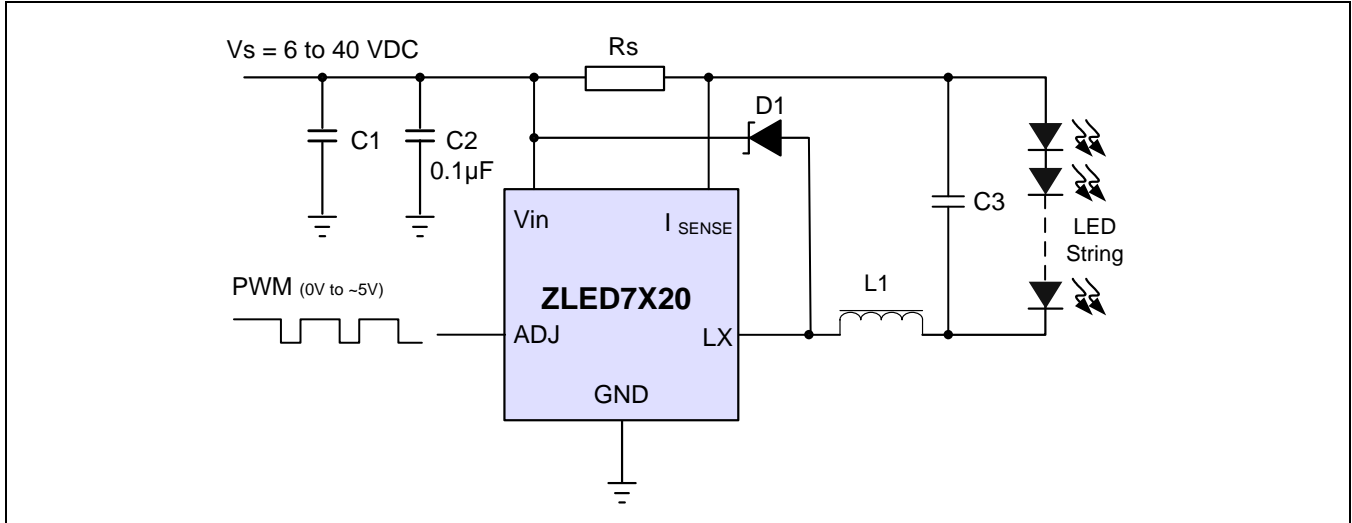 Vs = 6 to 40 VDC
Rs
D1
C1
C2
0.1µF
Vin
I SENSE
C3
LED
String
PWM (0V to ~5V)
ZLED7X20
L1
ADJ
LX
GND